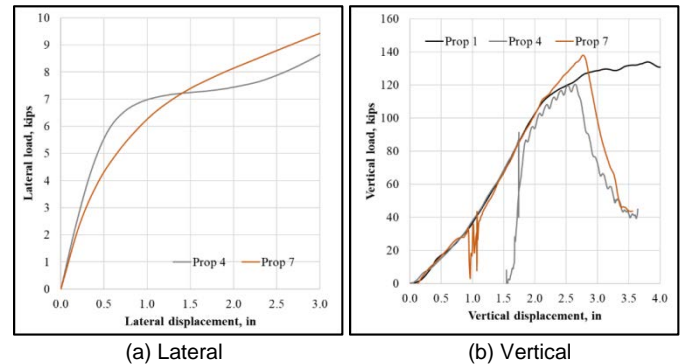 10
9
8
7
6
5
4
3
2
1
0
Lateral load, kips
Prop 4
Prop 7
0.0 0.5 1.0 1.5 2.0 2.5 3.0
Lateral displacement, in
(a) Lateral
160
140
120
100
80
60
40
20
0
Vertical load, kips
Prop 1
Prop 4
Prop 7
0.0 0.5 1.0 1.5 2.0 2.5 3.0 3.5 4.0
Vertical displacement, in
(b) Vertical